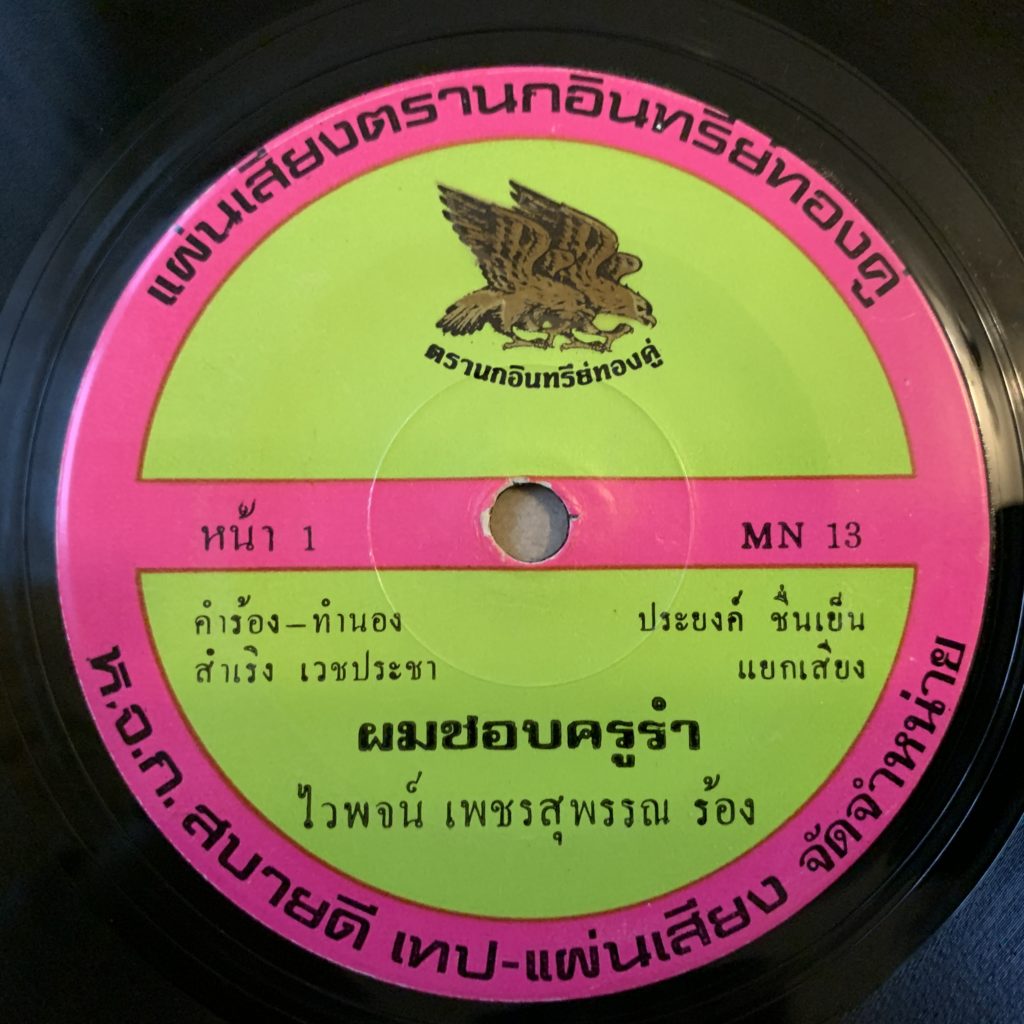 แผ่นเสียงตรานกอินทรีย์ทองคู่
ตรานกอินทรีย์ทองคู่
หน้า 1
MN 13
คำร้อง-ทำนอง
สำเริง เวชประชา
ประยงค์ ชื่นเย็น
แยกเสียง
ผมชอบครูรำ
ไวพจน์ เพชรสุพรรณ ร้อง
ห.จ.ก. สบายดี เทป-แผ่นเสียง จัดจำหน่าย